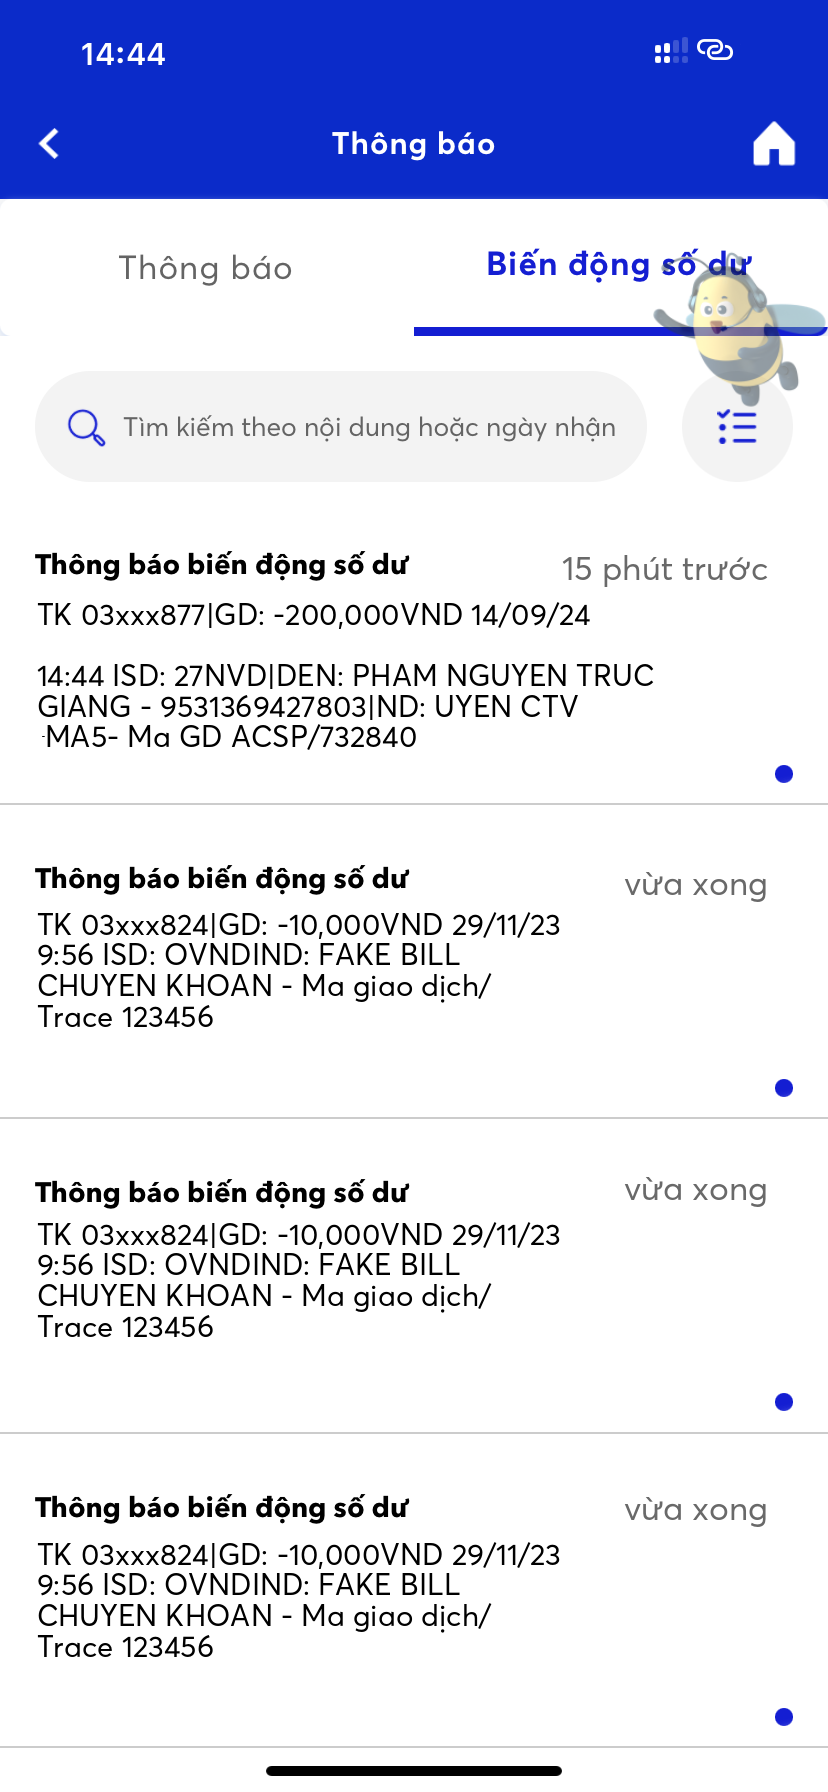 14:44
Thông báo
Thông báo
Biến động số dư
Tìm kiếm theo nội dung hoặc ngày nhận
Thông báo biến động số dư
15 phút trước
TK 03xxx877|GD: -200,000VND 14/09/24
14:44 ISD: 27NVD|DEN: PHAM NGUYEN TRUC
GIANG - 9531369427803|ND: UYEN CTV
-MA5- Ma GD ACSP/732840
Thông báo biến động số dư
vừa xong
TK 03xxx824|GD: -10,000VND 29/11/23
9:56 ISD: OVNDIND: FAKE BILL
CHUYEN KHOAN - Ma giao dịch/
Trace 123456
Thông báo biến động số dư
vừa xong
TK 03xxx824|GD: -10,000VND 29/11/23
9:56 ISD: OVNDIND: FAKE BILL
CHUYEN KHOAN - Ma giao dịch/
Trace 123456
Thông báo biến động số dư
vừa xong
TK 03xxx824|GD: -10,000VND 29/11/23
9:56 ISD: OVNDIND: FAKE BILL
CHUYEN KHOAN - Ma giao dịch/
Trace 123456